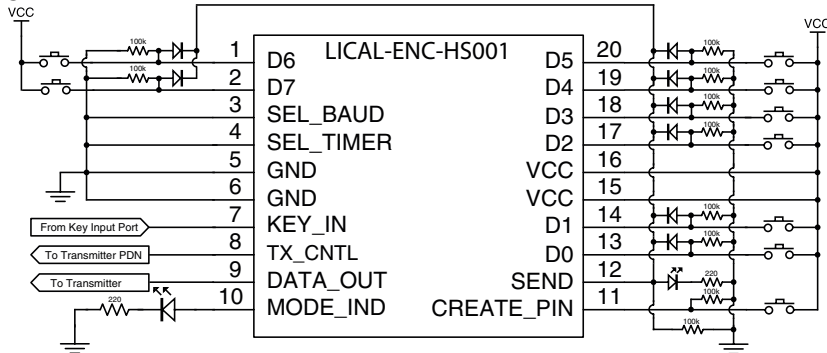 VCC
VCC
LICAL-ENC-HS001
100k
100k
1 D6
2 D7
3 SEL_BAUD
4 SEL_TIMER
5 GND
6 GND
7 KEY_IN
8 TX_CNTL
9 DATA_OUT
10 MODE_IND
From Key Input Port
To Transmitter PDN
To Transmitter
220
D5 20
D4 19
D3 18
D2 17
VCC 16
VCC 15
D1 14
D0 13
SEND 12
CREATE_PIN 11
100k
100k
100k
100k
100k
100k
220
100k
100k